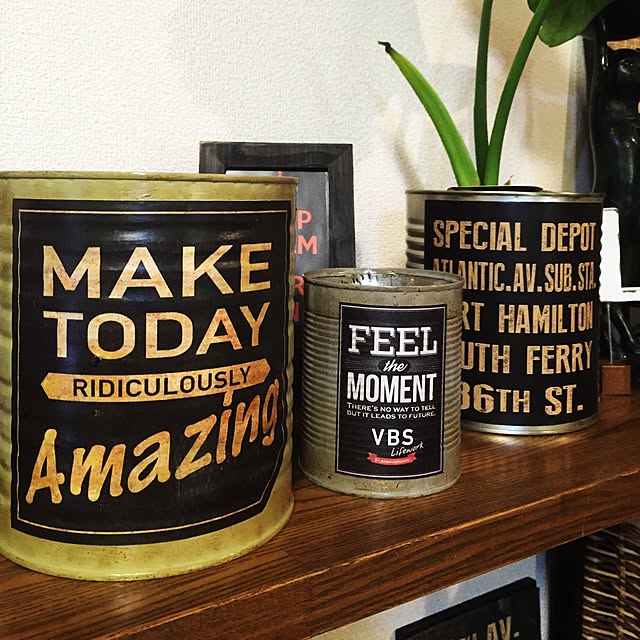 MAKE
TODAY
RIDICULOUSLY
Amazing
FEEL
the
MOMENT
THERE'S NO WAY TO TELL
BUT IT LEADS TO FUTURE.
VBS
Lifework
SPECIAL DEPOT
ATLANTIC.AV.SUB.STA.
RT HAMILTON
UTH FERRY
36TH ST.
P
M
AV.